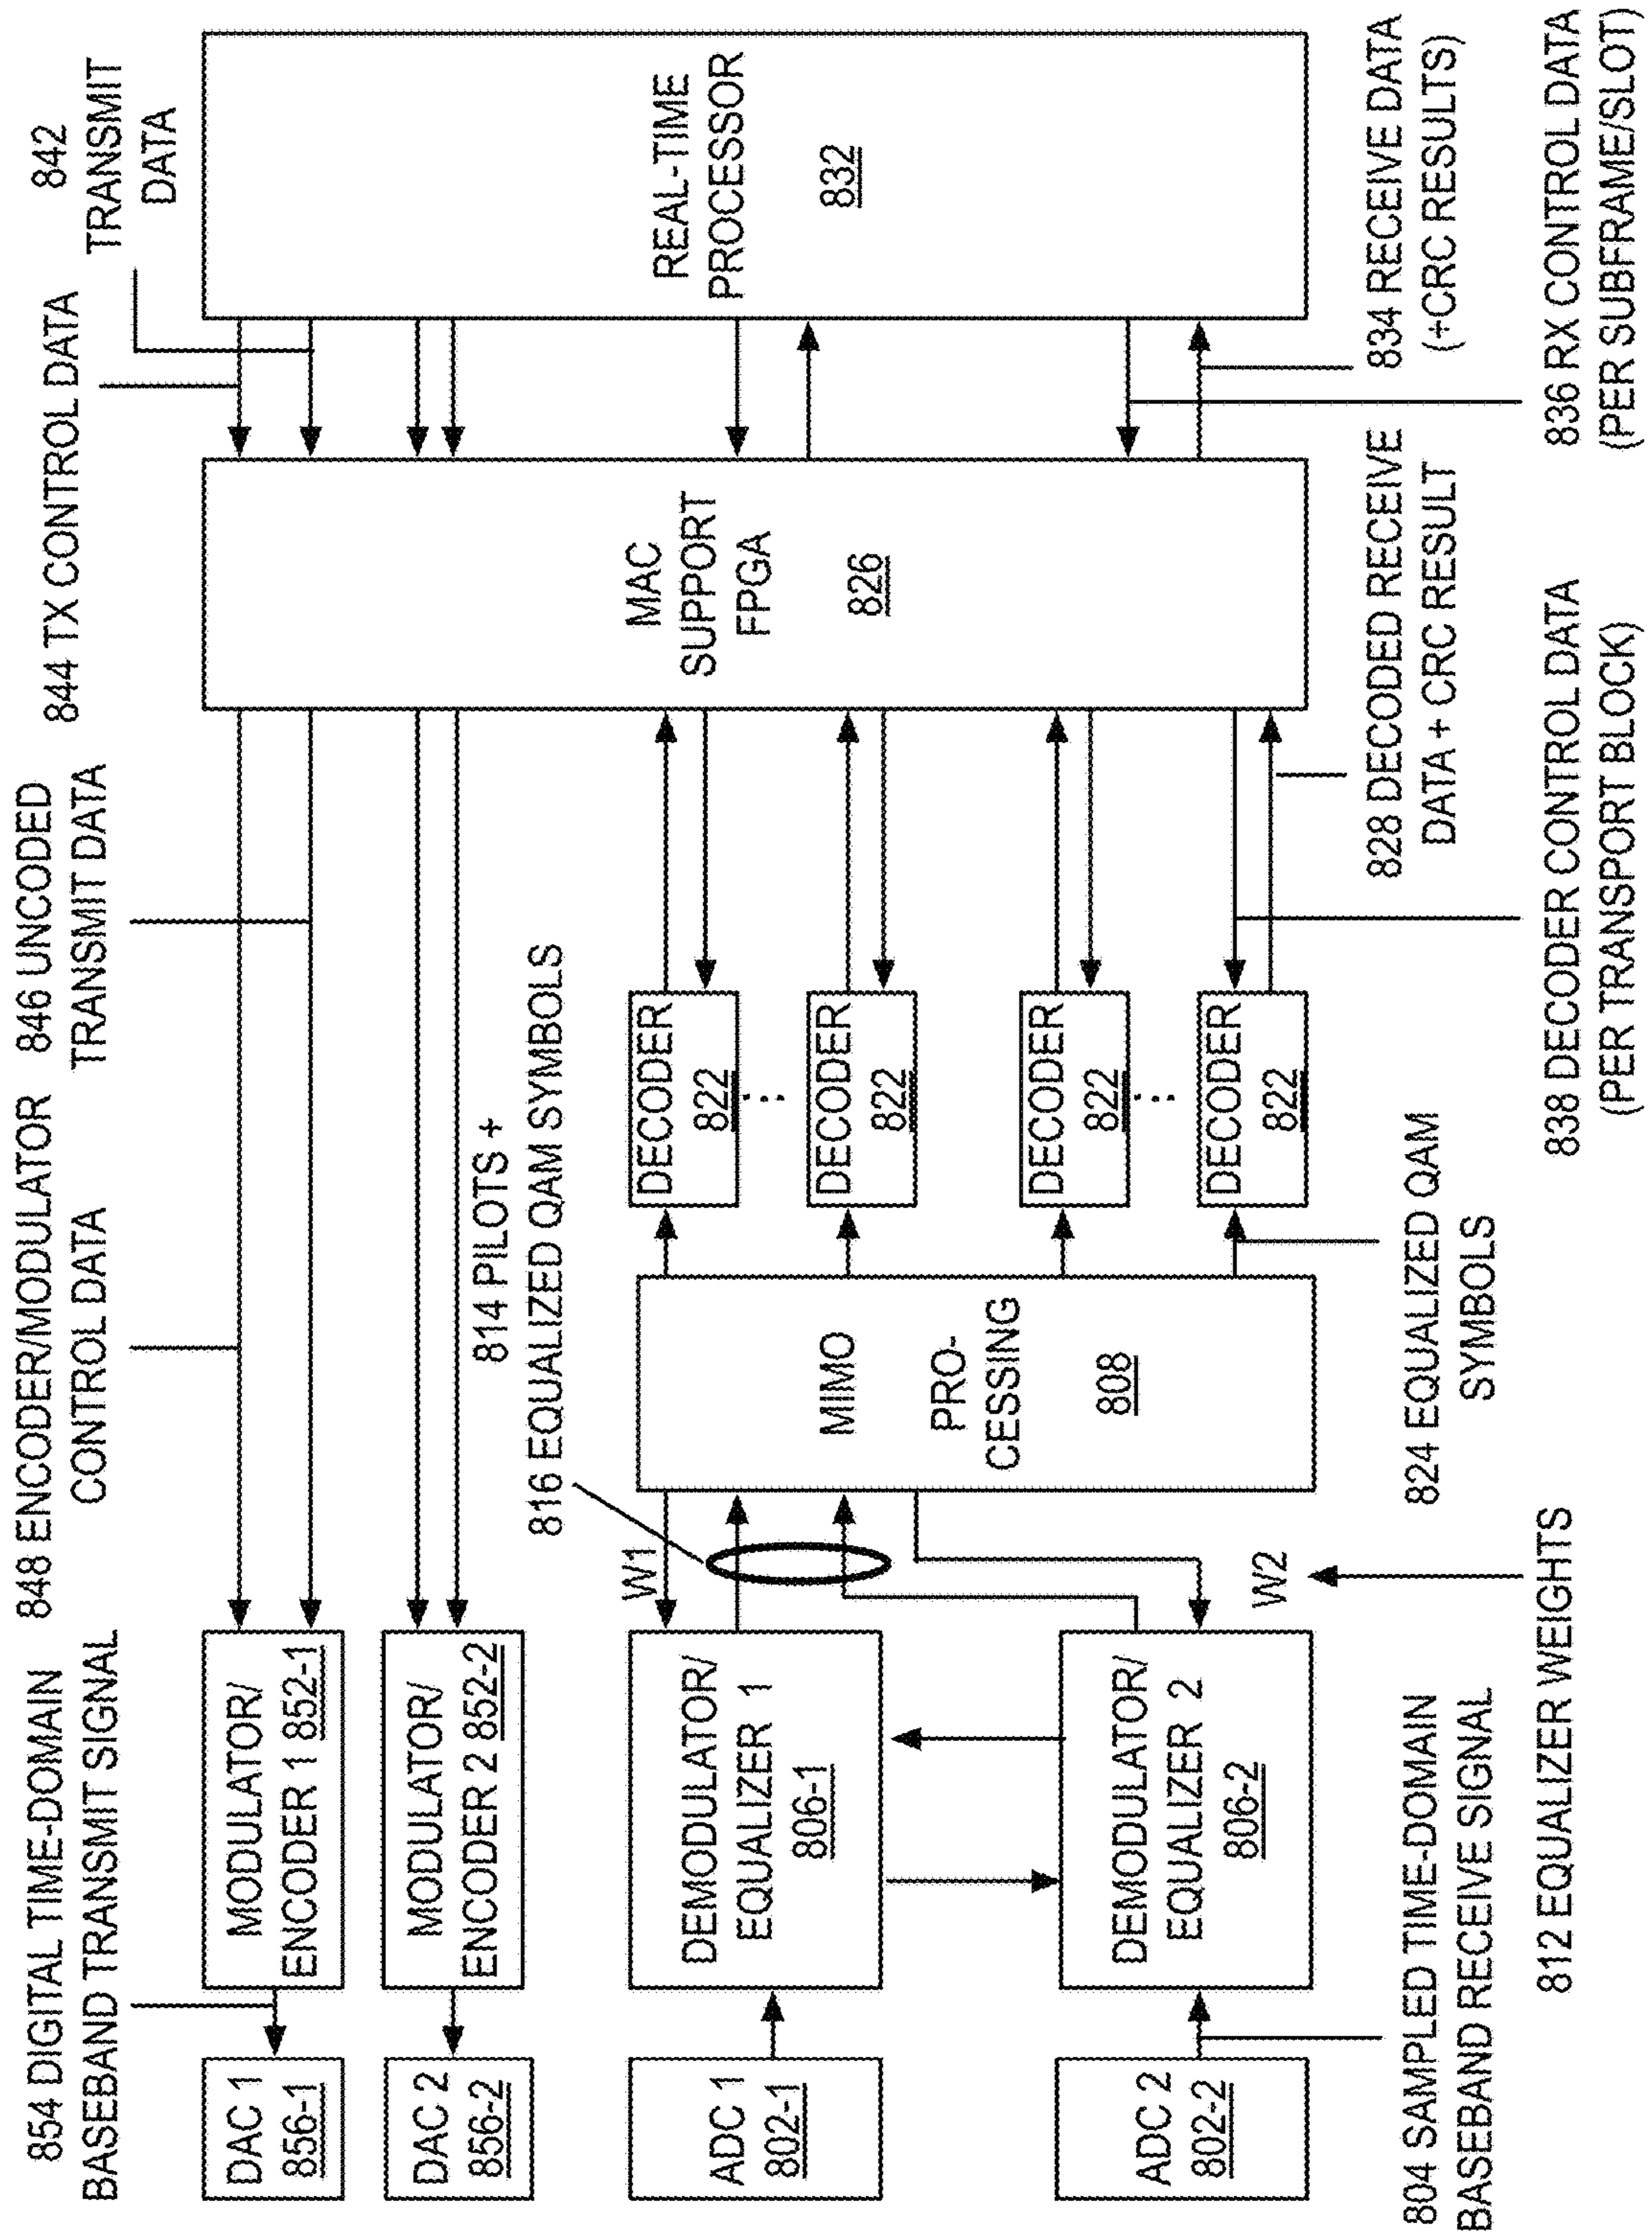 854 DIGITAL TIME-DOMAIN
BASEBAND TRANSMIT SIGNAL
848 ENCODER/MODULATOR
CONTROL DATA
846 UNCODED
TRANSMIT DATA
844 TX CONTROL DATA
842
TRANSMIT
DATA
DAC 1
856-1
MODULATOR/
ENCODER 1 852-1
DAC 2
856-2
MODULATOR/
ENCODER 2 852-2
814 PILOTS +
816 EQUALIZED QAM SYMBOLS
ADC 1
802-1
DEMODULATOR/
EQUALIZER 1
806-1
W1
MIMO
PRO-
CESSING
808
DECODER
822
DECODER
822
DECODER
822
DECODER
822
MAC
SUPPORT
FPGA
826
REAL-TIME
PROCESSOR
832
ADC 2
802-2
DEMODULATOR/
EQUALIZER 2
806-2
W2
804 SAMPLED TIME-DOMAIN
BASEBAND RECEIVE SIGNAL
812 EQUALIZER WEIGHTS
824 EQUALIZED QAM
SYMBOLS
828 DECODED RECEIVE
DATA + CRC RESULT
838 DECODER CONTROL DATA
(PER TRANSPORT BLOCK)
834 RECEIVE DATA
(+CRC RESULTS)
836 RX CONTROL DATA
(PER SUBFRAME/SLOT)